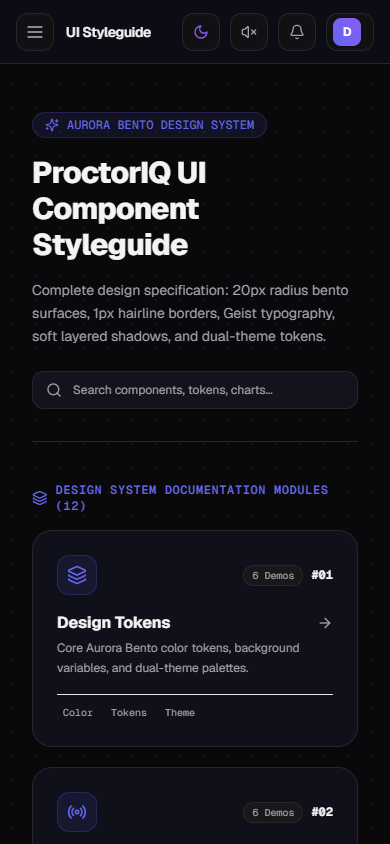 UI Styleguide
D
AURORA BENTO DESIGN SYSTEM
ProctorIQ UI
Component
Styleguide
Complete design specification: 20px radius bento
surfaces, 1px hairline borders, Geist typography,
soft layered shadows, and dual-theme tokens.
Search components, tokens, charts...
DESIGN SYSTEM DOCUMENTATION MODULES
(12)
6 Demos #01
Design Tokens
Core Aurora Bento color tokens, background
variables, and dual-theme palettes.
Color Tokens Theme
6 Demos #02